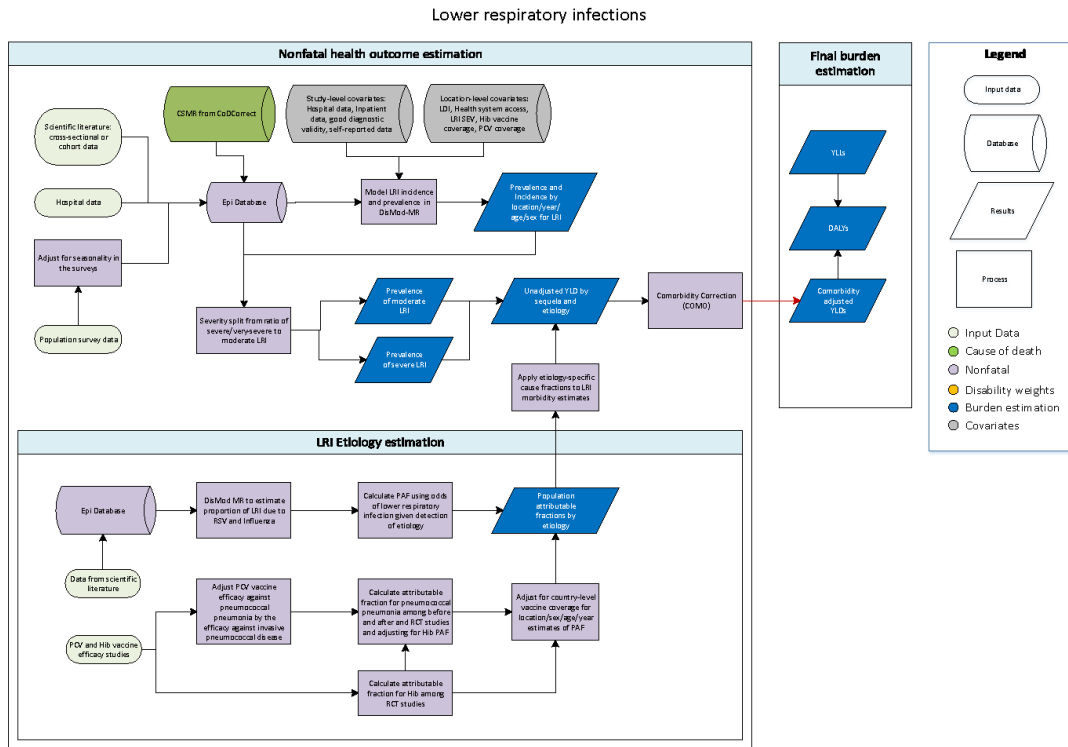 Lower respiratory infections
Nonfatal health outcome estimation
Scientific literature:
cross-sectional or
cohort data
Hospital data
Adjust for seasonality in
the surveys
Population survey data
CSMR from CoDCorrect
Study-level covariates:
Hospital data, Inpatient
data, good diagnostic
validity, self-reported data
Location-level covariates:
LDI, Health system access,
LRI SEV, Hib vaccine
coverage, PCV coverage
Epi Database
Model LRI incidence
and prevalence in
DisMod-MR
Prevalence and
Incidence by
location/year/
age/sex for LRI
Severity split from ratio of
severe/very-severe to
moderate LRI
Prevalence
of moderate
LRI
Prevalence
of severe LRI
Unadjusted YLD by
sequela and
etiology
Comorbidity Correction
(COMO)
Apply etiology-specific
cause fractions to LRI
morbidity estimates
LRI Etiology estimation
Epi Database
Data from scientific
literature
DisMod MR to estimate
proportion of LRI due to
RSV and Influenza
Calculate PAF using odds
of lower respiratory
infection given detection
of etiology
Population
attributable
fractions by
etiology
PCV and Hib vaccine
efficacy studies
Adjust PCV vaccine
efficacy against
pneumococcal
pneumonia by the
efficacy against invasive
pneumococcal disease
Calculate attributable
fraction for pneumococcal
pneumonia among before
and after and RCT studies
and adjusting for Hib PAF
Adjust for country-level
vaccine coverage for
location/sex/age/year
estimates of PAF
Calculate attributable
fraction for Hib among
RCT studies
Final burden
estimation
YLLs
DALYs
Comorbidity
adjusted
YLDs
Legend
Input data
Database
Results
Process
Input Data
Cause of death
Nonfatal
Disability weights
Burden estimation
Covariates